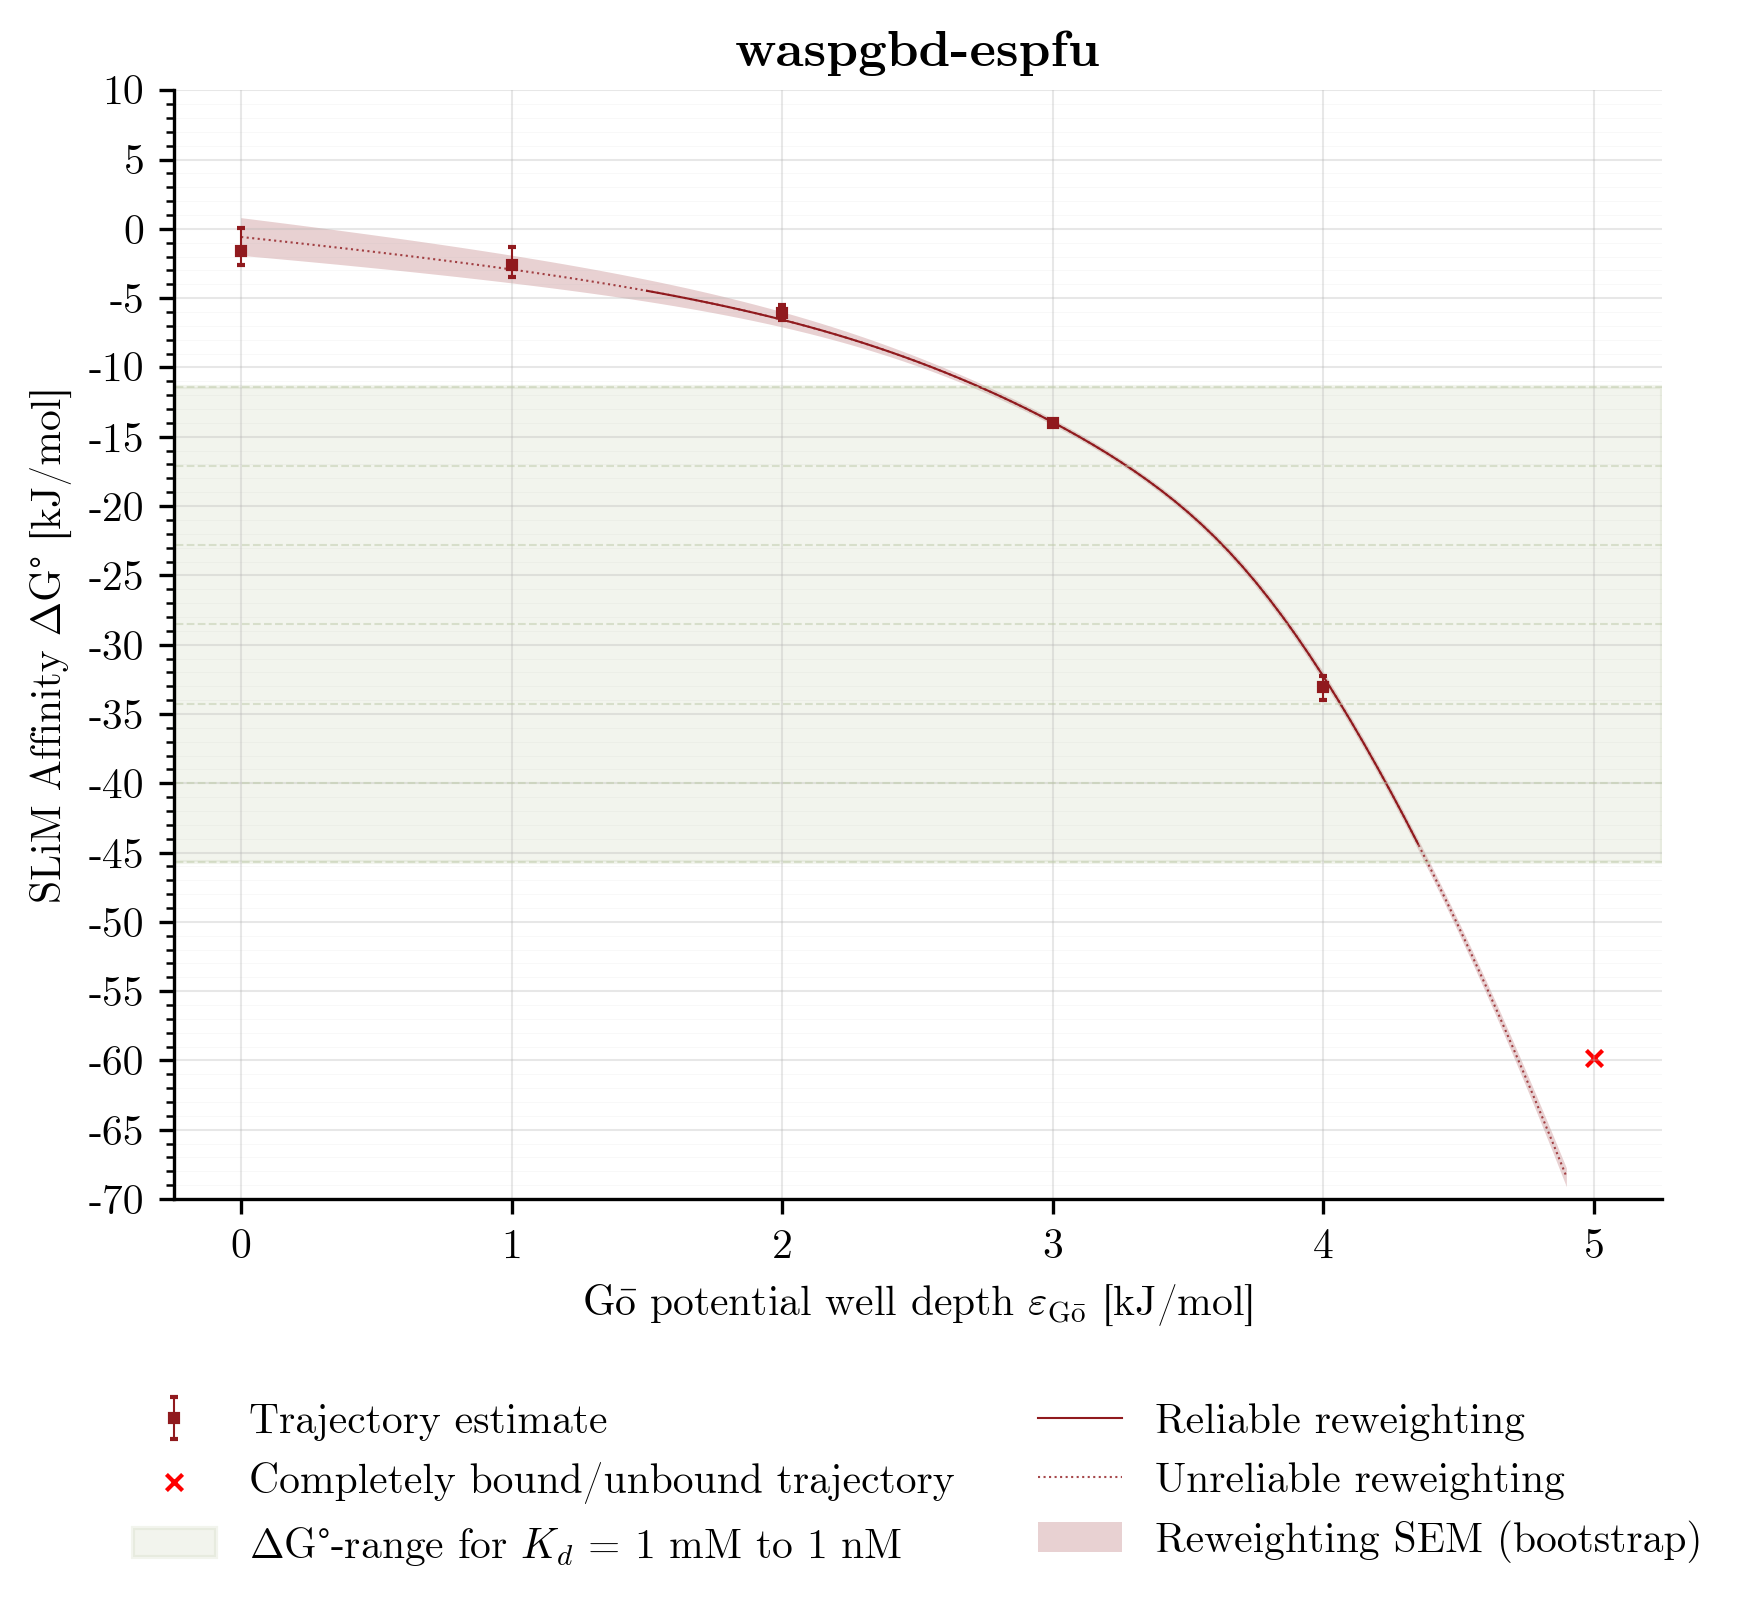 waspgbd-espfu
10
5
0
-5
-10
-15
-20
-25
-30
-35
-40
-45
-50
-55
-60
-65
-70
SLiM Affinity ΔG° [kJ/mol]
0 1 2 3 4 5
Gō potential well depth εGō [kJ/mol]
Trajectory estimate
Completely bound/unbound trajectory
ΔG°-range for Kd = 1 mM to 1 nM
Reliable reweighting
Unreliable reweighting
Reweighting SEM (bootstrap)